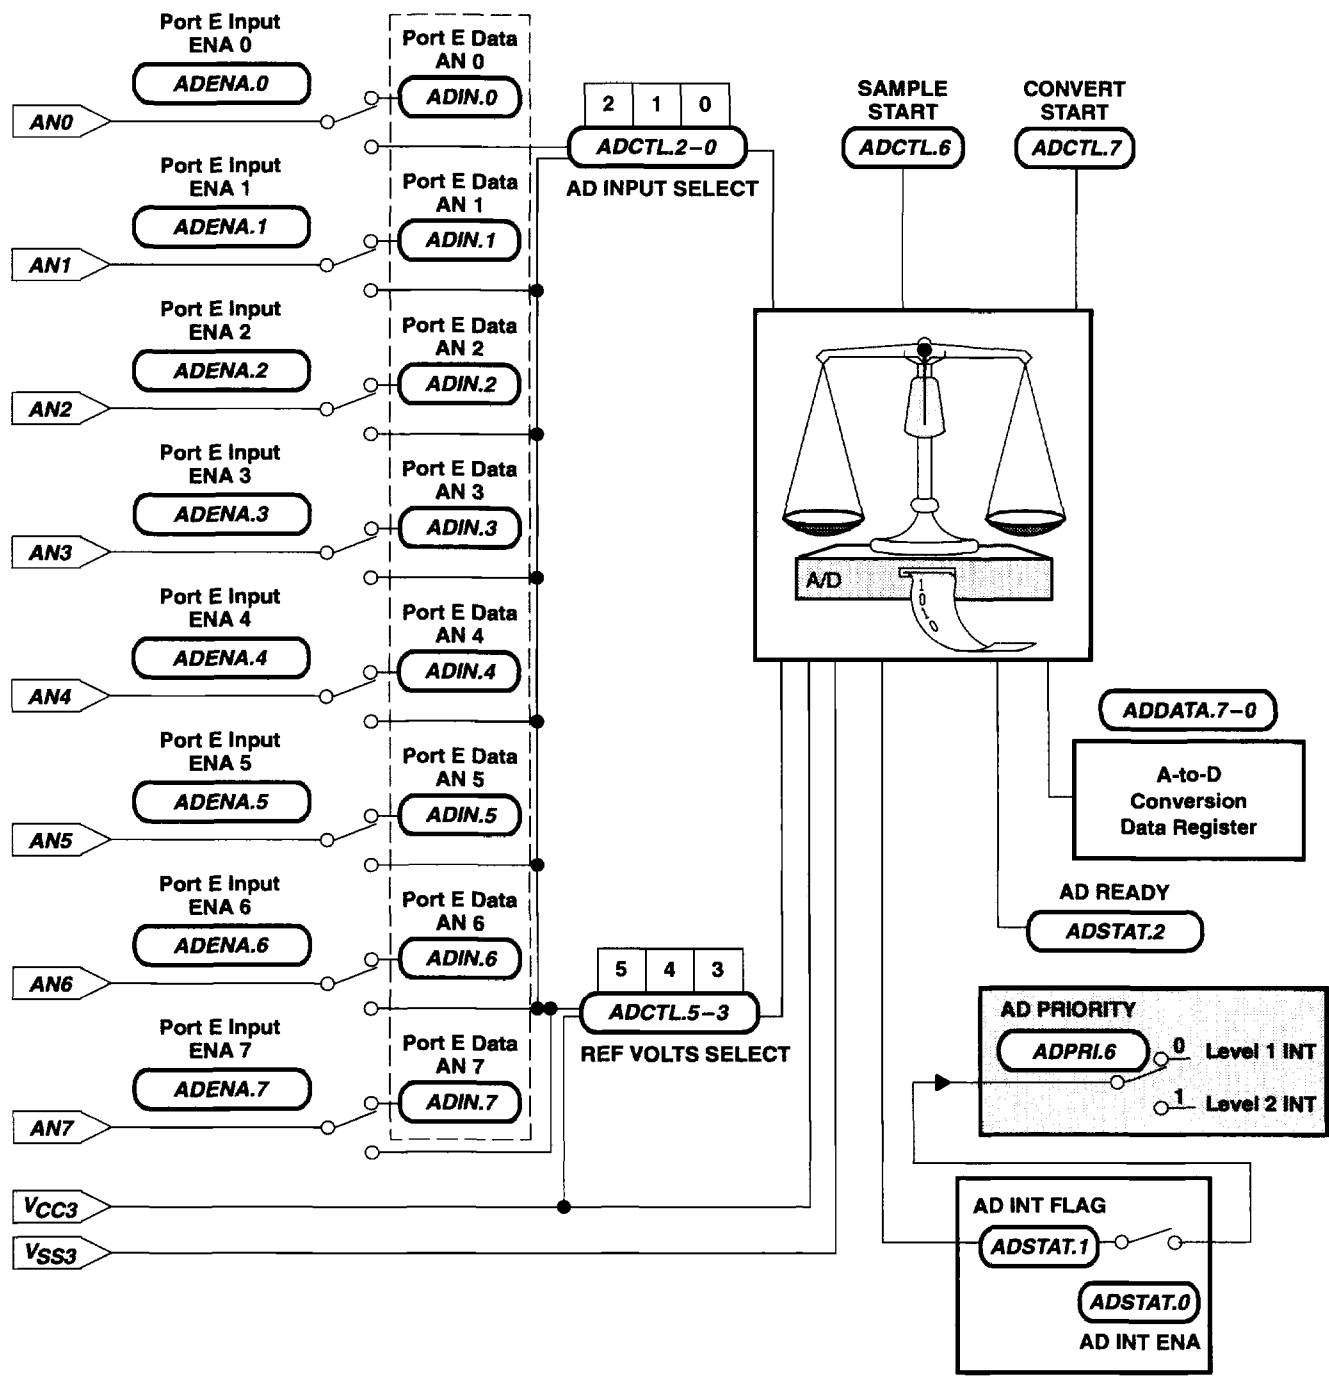 Port E Input
ENA 0
ADENA.0
AN0
Port E Data
AN 0
ADIN.0
Port E Input
ENA 1
ADENA.1
AN1
Port E Data
AN 1
ADIN.1
Port E Input
ENA 2
ADENA.2
AN2
Port E Data
AN 2
ADIN.2
Port E Input
ENA 3
ADENA.3
AN3
Port E Data
AN 3
ADIN.3
Port E Input
ENA 4
ADENA.4
AN4
Port E Data
AN 4
ADIN.4
Port E Input
ENA 5
ADENA.5
AN5
Port E Data
AN 5
ADIN.5
Port E Input
ENA 6
ADENA.6
AN6
Port E Data
AN 6
ADIN.6
Port E Input
ENA 7
ADENA.7
AN7
Port E Data
AN 7
ADIN.7
VCC3
VSS3
2 1 0
ADCTL.2-0
AD INPUT SELECT
SAMPLE
START
ADCTL.6
CONVERT
START
ADCTL.7
A/D
1010
5 4 3
ADCTL.5-3
REF VOLTS SELECT
ADDATA.7-0
A-to-D
Conversion
Data Register
AD READY
ADSTAT.2
AD PRIORITY
ADPRI.6
0 Level 1 INT
1 Level 2 INT
AD INT FLAG
ADSTAT.1
ADSTAT.0
AD INT ENA